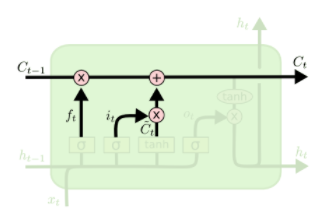 h_t
C_{t-1}
C_t
x
+
f_t
i_t
C̃_t
x
o_t
tanh
x
σ
σ
tanh
σ
h_{t-1}
h_t
x_t